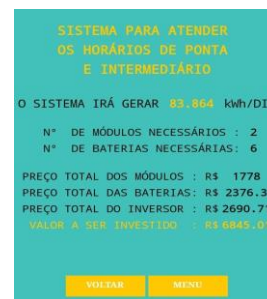 SISTEMA PARA ATENDER
OS HORÁRIOS DE PONTA
E INTERMEDIÁRIO
O SISTEMA IRÁ GERAR 83.864 kWh/DI
N° DE MÓDULOS NECESSÁRIOS : 2
N° DE BATERIAS NECESSÁRIAS: 6
PREÇO TOTAL DOS MÓDULOS : R$ 1778
PREÇO TOTAL DAS BATERIAS: R$ 2376.3
PREÇO TOTAL DO INVERSOR : R$ 2690.7
VALOR A SER INVESTIDO : R$ 6845.0
VOLTAR MENU